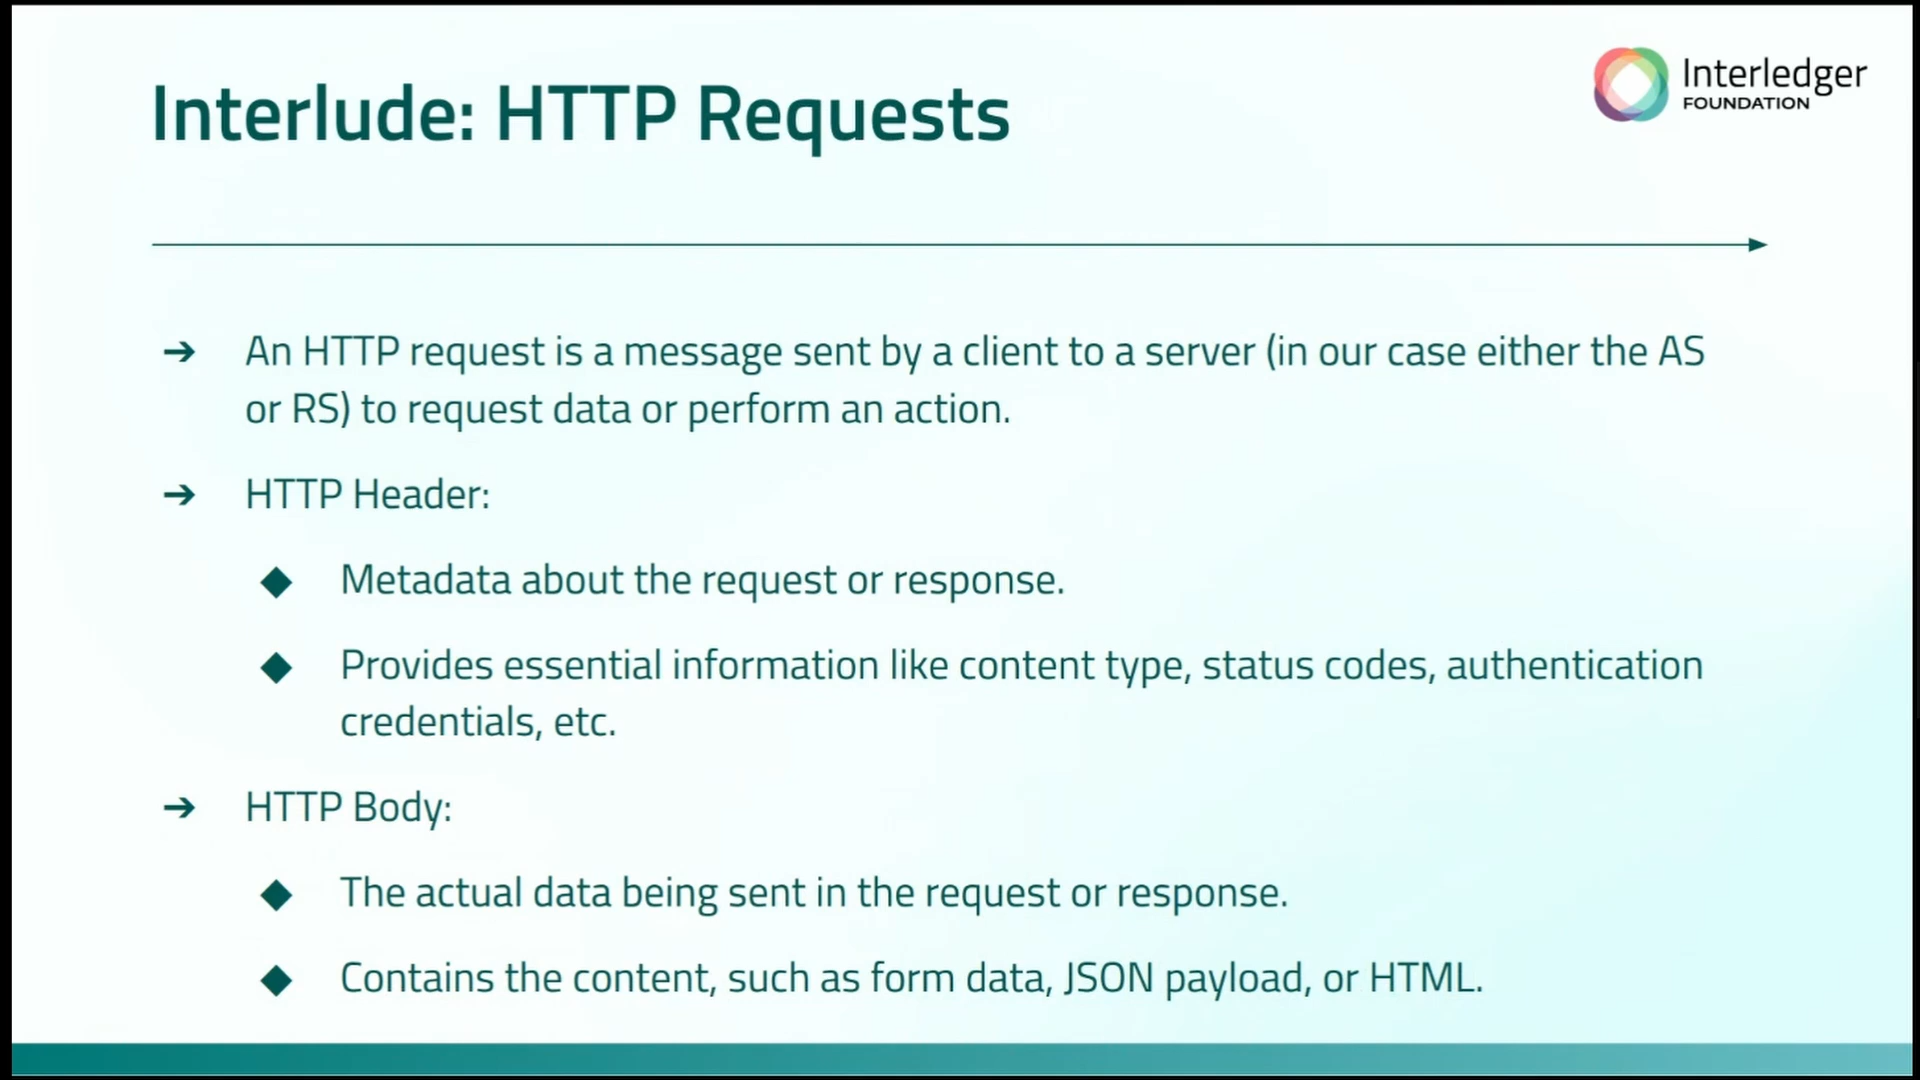 Interlude: HTTP Requests
Interledger
FOUNDATION
➔ An HTTP request is a message sent by a client to a server (in our case either the AS
or RS) to request data or perform an action.
➔ HTTP Header:
◆ Metadata about the request or response.
◆ Provides essential information like content type, status codes, authentication
credentials, etc.
➔ HTTP Body:
◆ The actual data being sent in the request or response.
◆ Contains the content, such as form data, JSON payload, or HTML.